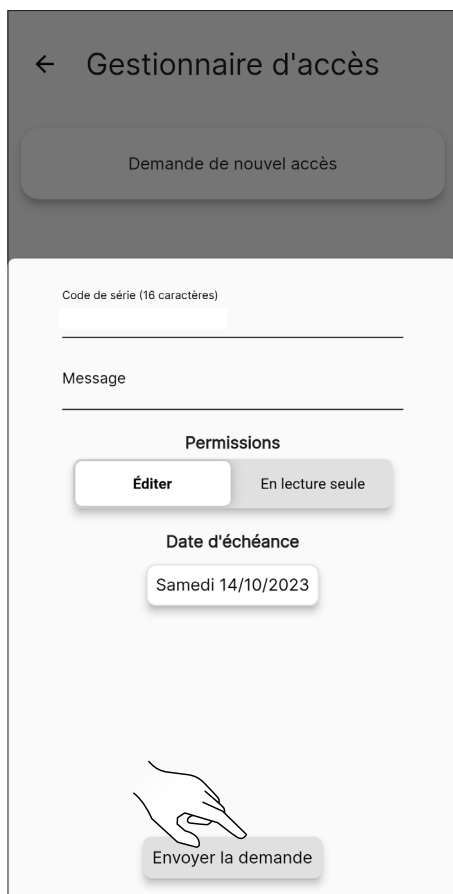 Gestionnaire d'accès
Demande de nouvel accès
Code de série (16 caractères)
Message
Permissions
Éditer
En lecture seule
Date d'échéance
Samedi 14/10/2023
Envoyer la demande